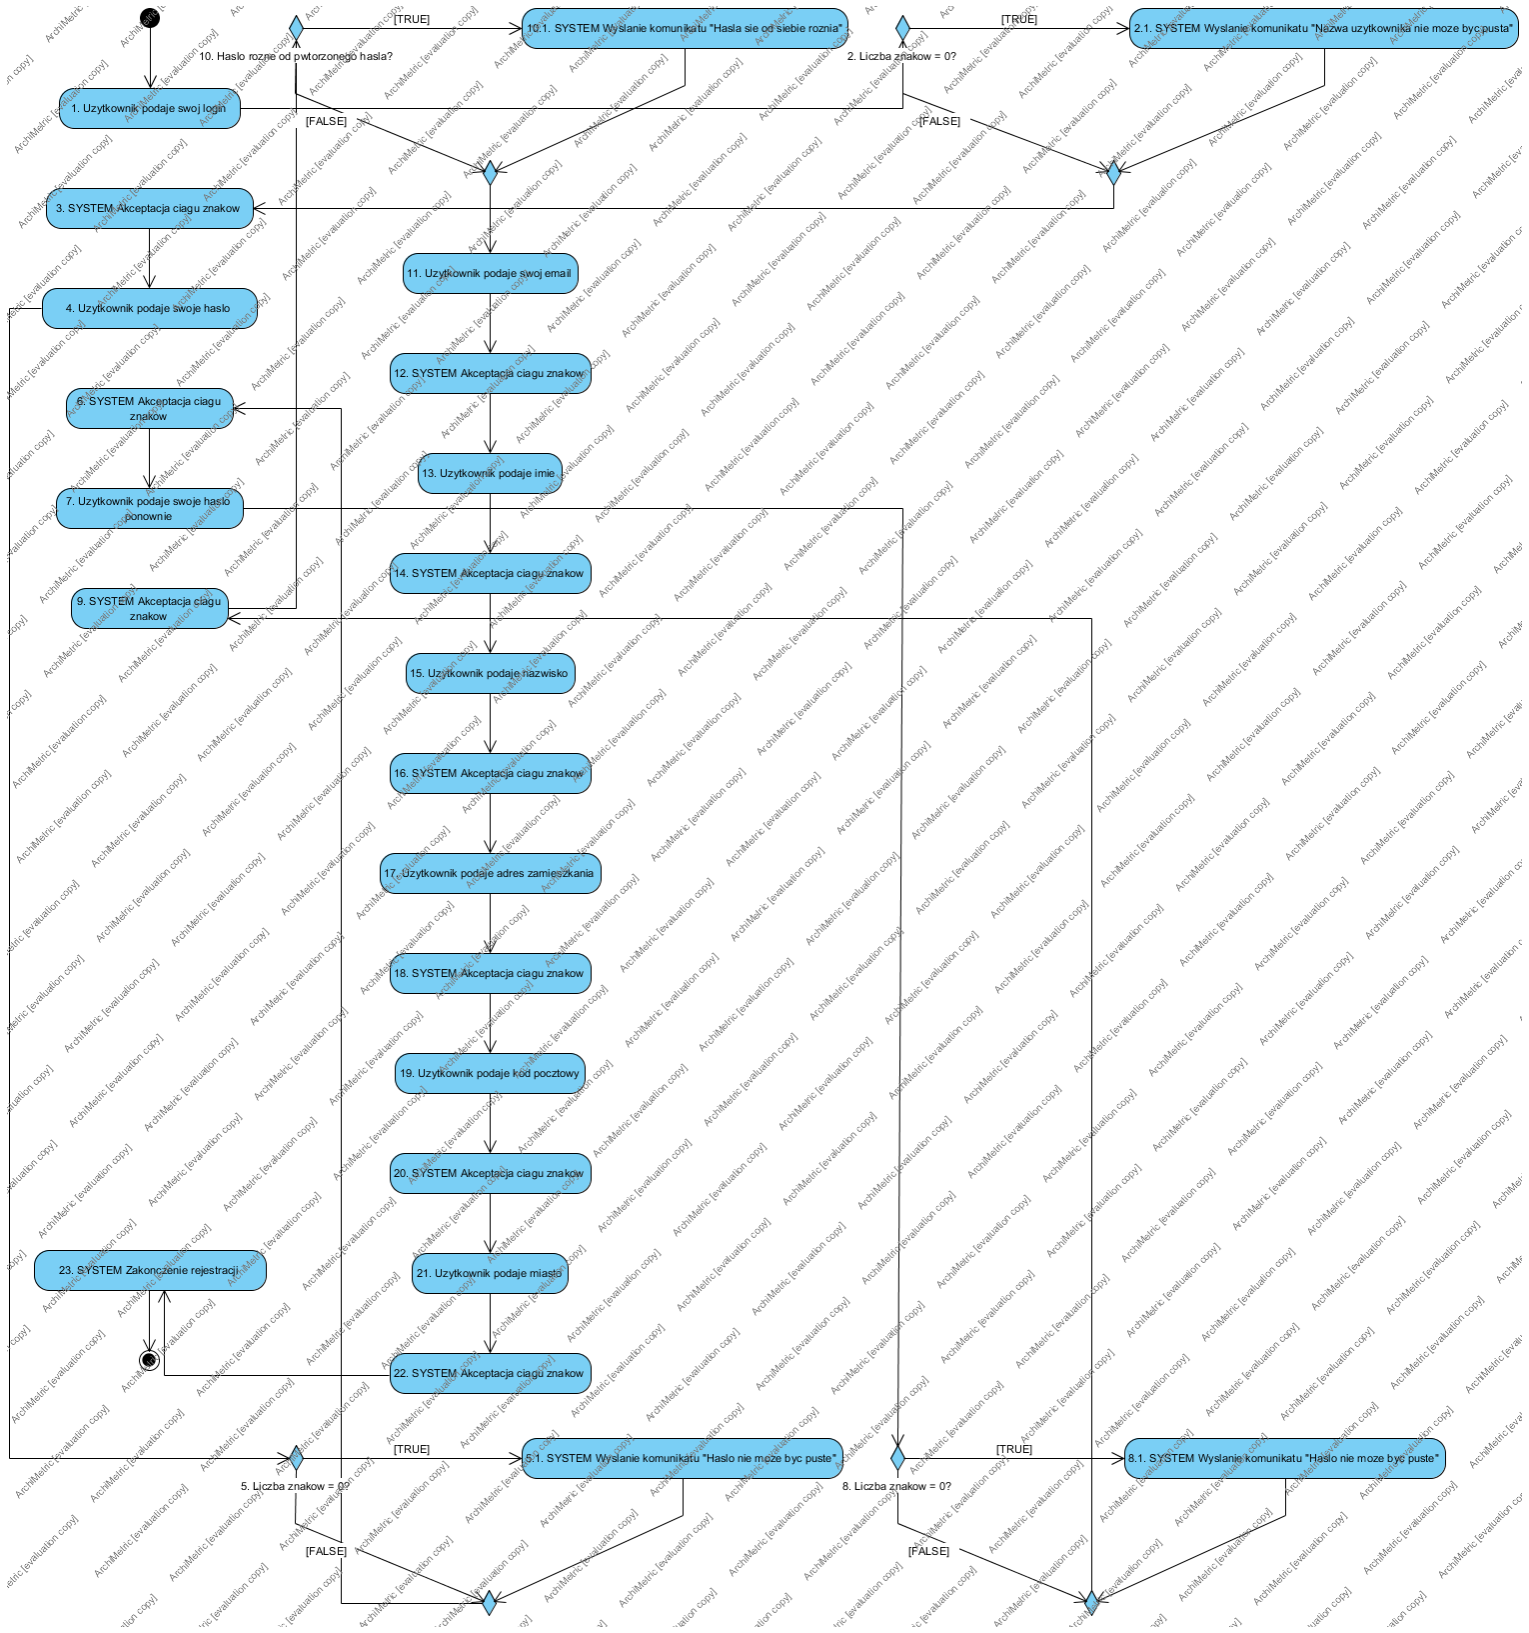 [TRUE]
10.1. SYSTEM Wyslanie komunikatu "Hasla sie od siebie roznia"
[TRUE]
2.1. SYSTEM Wyslanie komunikatu "Nazwa uzytkownika nie moze byc pusta"
10. Haslo rozne od pwtorzonego hasla?
2. Liczba znakow = 0?
1. Uzytkownik podaje swoj login
[FALSE]
[FALSE]
3. SYSTEM Akceptacja ciagu znakow
11. Uzytkownik podaje swoj email
4. Uzytkownik podaje swoje haslo
12. SYSTEM Akceptacja ciagu znakow
6. SYSTEM Akceptacja ciagu
znakow
13. Uzytkownik podaje imie
7. Uzytkownik podaje swoje haslo
ponownie
14. SYSTEM Akceptacja ciagu znakow
9. SYSTEM Akceptacja ciagu
znakow
15. Uzytkownik podaje nazwisko
16. SYSTEM Akceptacja ciagu znakow
17. Uzytkownik podaje adres zamieszkania
18. SYSTEM Akceptacja ciagu znakow
19. Uzytkownik podaje kod pocztowy
20. SYSTEM Akceptacja ciagu znakow
23. SYSTEM Zakonczenie rejestracji
21. Uzytkownik podaje miasto
22. SYSTEM Akceptacja ciagu znakow
[TRUE]
5.1. SYSTEM Wyslanie komunikatu "Haslo nie moze byc puste"
[TRUE]
8.1. SYSTEM Wyslanie komunikatu "Haslo nie moze byc puste"
5. Liczba znakow = 0?
8. Liczba znakow = 0?
[FALSE]
[FALSE]
ArchiMetric [evaluation copy]